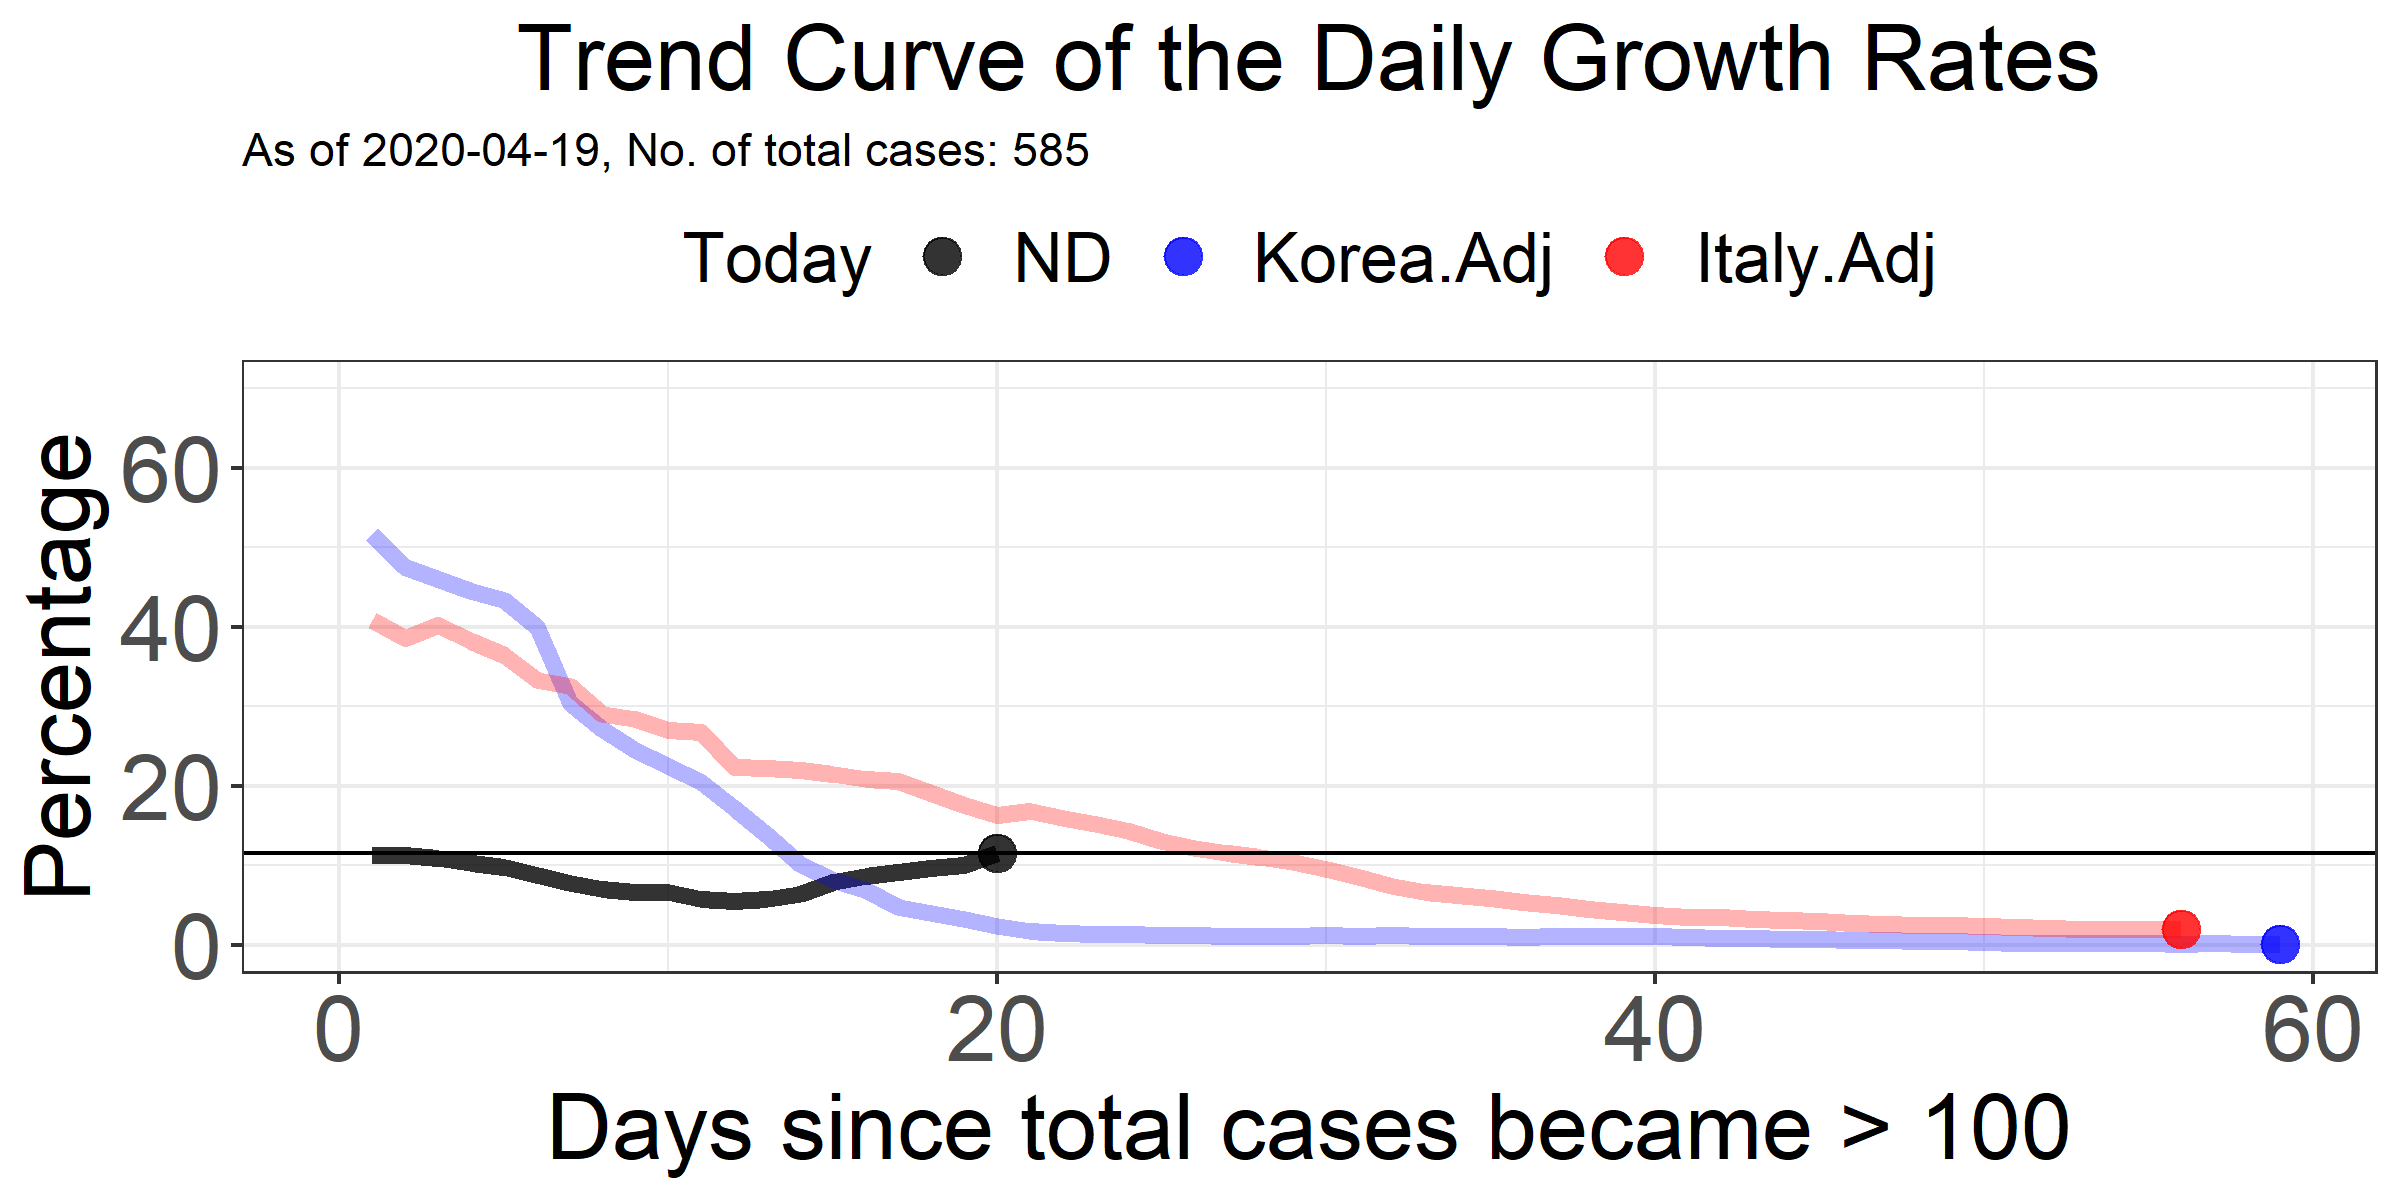 Trend Curve of the Daily Growth Rates
As of 2020-04-19, No. of total cases: 585
Today ND Korea.Adj Italy.Adj
Percentage
60
40
20
0
0 20 40 60
Days since total cases became > 100